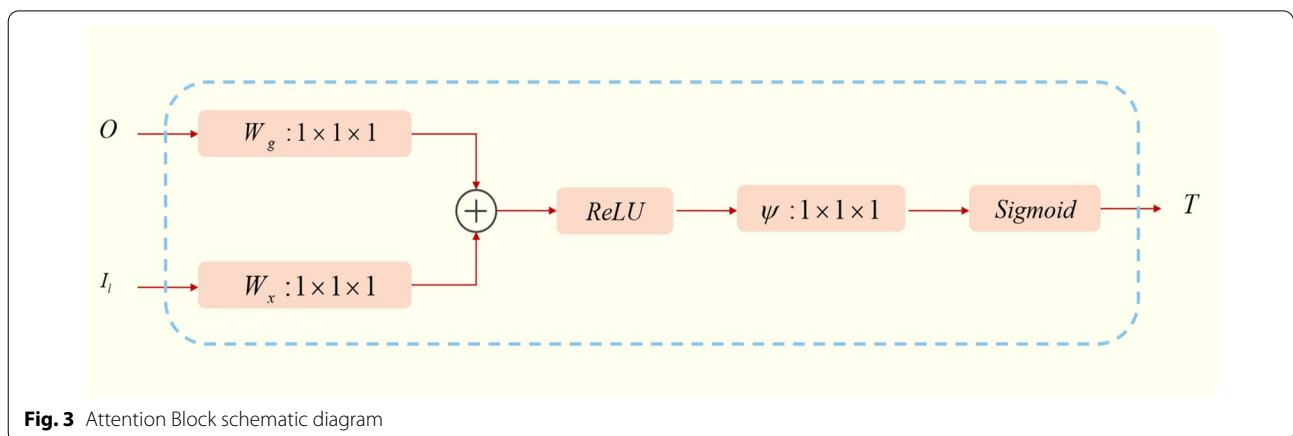 O
W_g : 1 × 1 × 1
+
ReLU
ψ : 1 × 1 × 1
Sigmoid
T
I_l
W_x : 1 × 1 × 1
Fig. 3 Attention Block schematic diagram